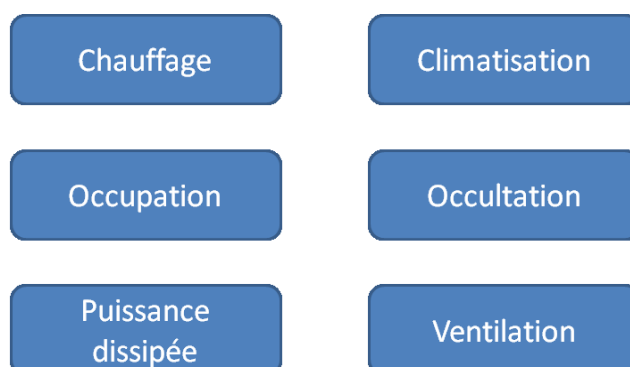 Chauffage
Climatisation
Occupation
Occultation
Puissance
dissipée
Ventilation